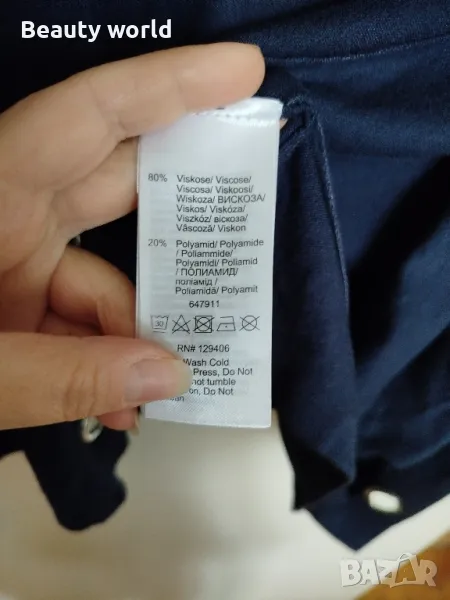 Beauty world
80% Viskose/ Viscose/
Viscosa/ Viskoosi/
Wiskoza/ ВИСКОЗА/
Viskos/ Viskóza/
Viszkóz/ віскоза/
Vâscoză/ Viskon
20% Polyamid/ Polyamide
/ Poliammide/
Polyamidi/ Poliamid
/ ПОЛИАМИД/
поліамід /
Poliamidă/ Polyamit
647911
30
RN# 129406
Wash Cold
Press, Do Not
not tumble
on, Do Not
BAZAR